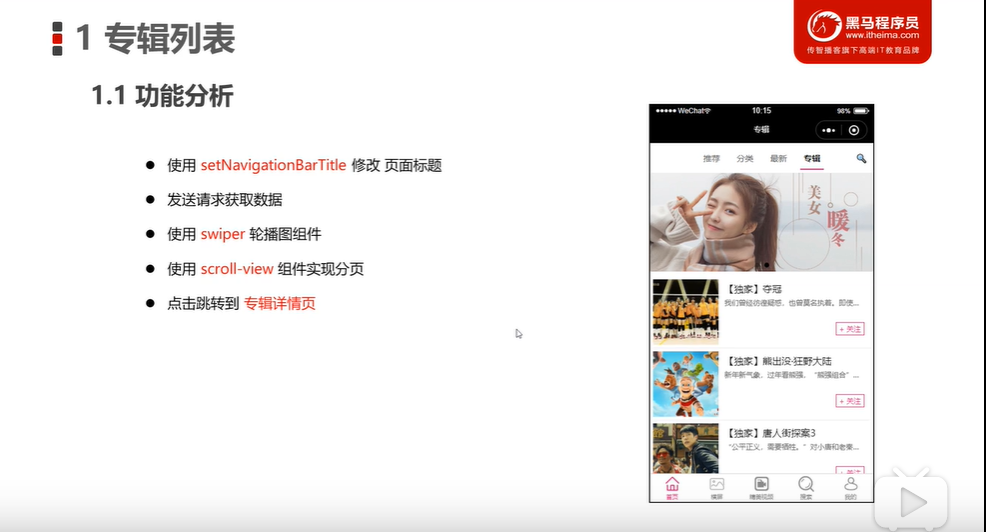 1 专辑列表
黑马程序员
www.itheima.com
传智播客旗下高端IT教育品牌
1.1 功能分析
使用 setNavigationBarTitle 修改 页面标题
发送请求获取数据
使用 swiper 轮播图组件
使用 scroll-view 组件实现分页
点击跳转到 专辑详情页
WeChat 10:15 98%
专辑
推荐 分类 最新 专辑
美女
暖冬
【独家】夺冠
我们曾经彷徨疑惑，也曾莫名执着。即使...
+ 关注
【独家】熊出没·狂野大陆
新年新气象，过年看熊强，“熊强组合”...
+ 关注
【独家】唐人街探案3
“公平正义，需要牺牲。”对小唐和老秦...
+ 关注
首页 横屏 精美视频 搜索 我的